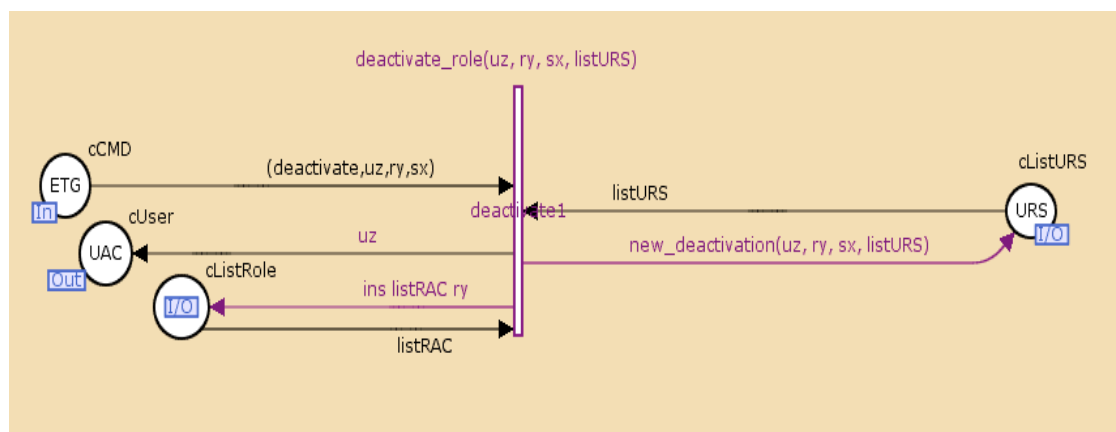 deactivate_role(uz, ry, sx, listURS)
cCMD
ETG
In
(deactivate,uz,ry,sx)
cListURS
URS
I/O
listURS
deactivate1
cUser
UAC
Out
uz
new_deactivation(uz, ry, sx, listURS)
cListRole
I/O
ins listRAC ry
listRAC